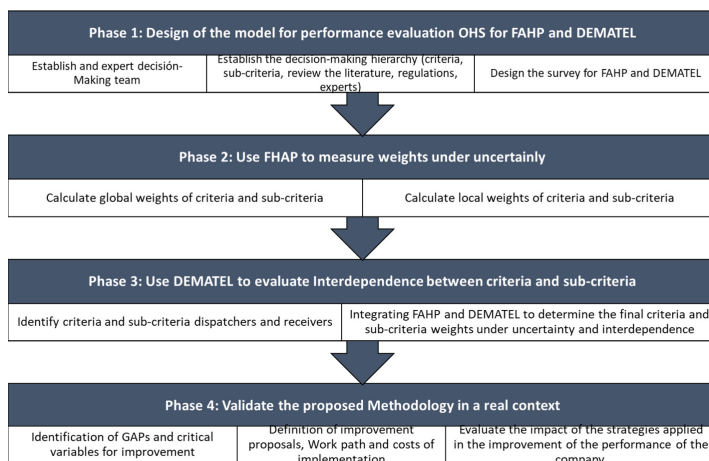 Phase 1: Design of the model for performance evaluation OHS for FAHP and DEMATEL
Establish and expert decisión-
Making team
Establish the decision-making hierarchy (criteria,
sub-criteria, review the literature, regulations,
experts)
Design the survey for FAHP and DEMATEL
Phase 2: Use FHAP to measure weights under uncertainly
Calculate global weights of criteria and sub-criteria
Calculate local weights of criteria and sub-criteria
Phase 3: Use DEMATEL to evaluate Interdependence between criteria and sub-criteria
Identify criteria and sub-criteria dispatchers and receivers
Integrating FAHP and DEMATEL to determine the final criteria and
sub-criteria weights under uncertainty and interdependence
Phase 4: Validate the proposed Methodology in a real context
Identification of GAPs and critical
variables for improvement
Definition of improvement
proposals, Work path and costs of
implementation
Evaluate the impact of the strategies applied
in the improvement of the performance of the
company